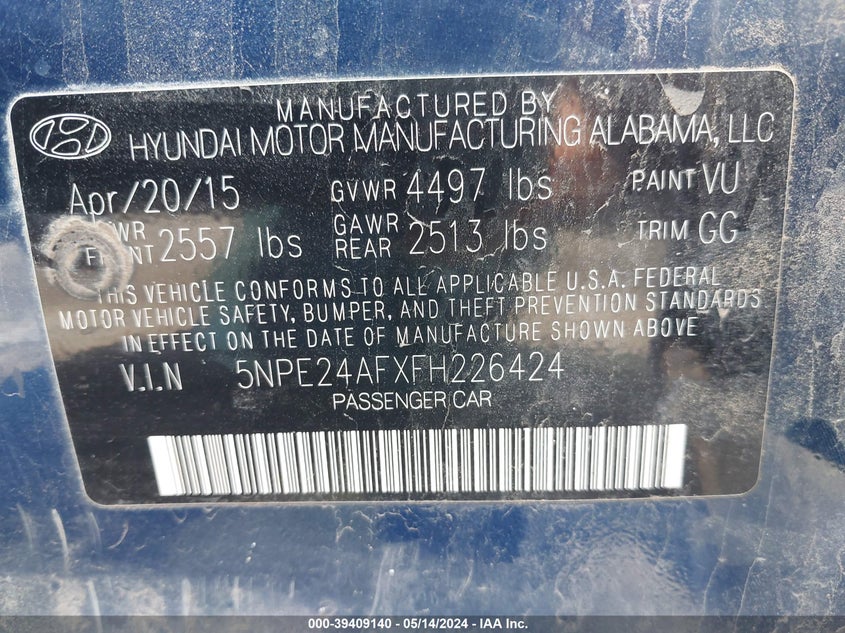 MANUFACTURED BY
HYUNDAI MOTOR MANUFACTURING ALABAMA, LLC
Apr/20/15 GVWR 4497 lbs PAINT VU
2557 lbs GAWR REAR 2513 lbs TRIM GG
THIS VEHICLE CONFORMS TO ALL APPLICABLE U.S.A. FEDERAL
MOTOR VEHICLE SAFETY, BUMPER, AND THEFT PREVENTION STANDARDS
IN EFFECT ON THE DATE OF MANUFACTURE SHOWN ABOVE
V.I.N 5NPE24AFXFH226424
PASSENGER CAR
000-39409140 - 05/14/2024 - IAA Inc.